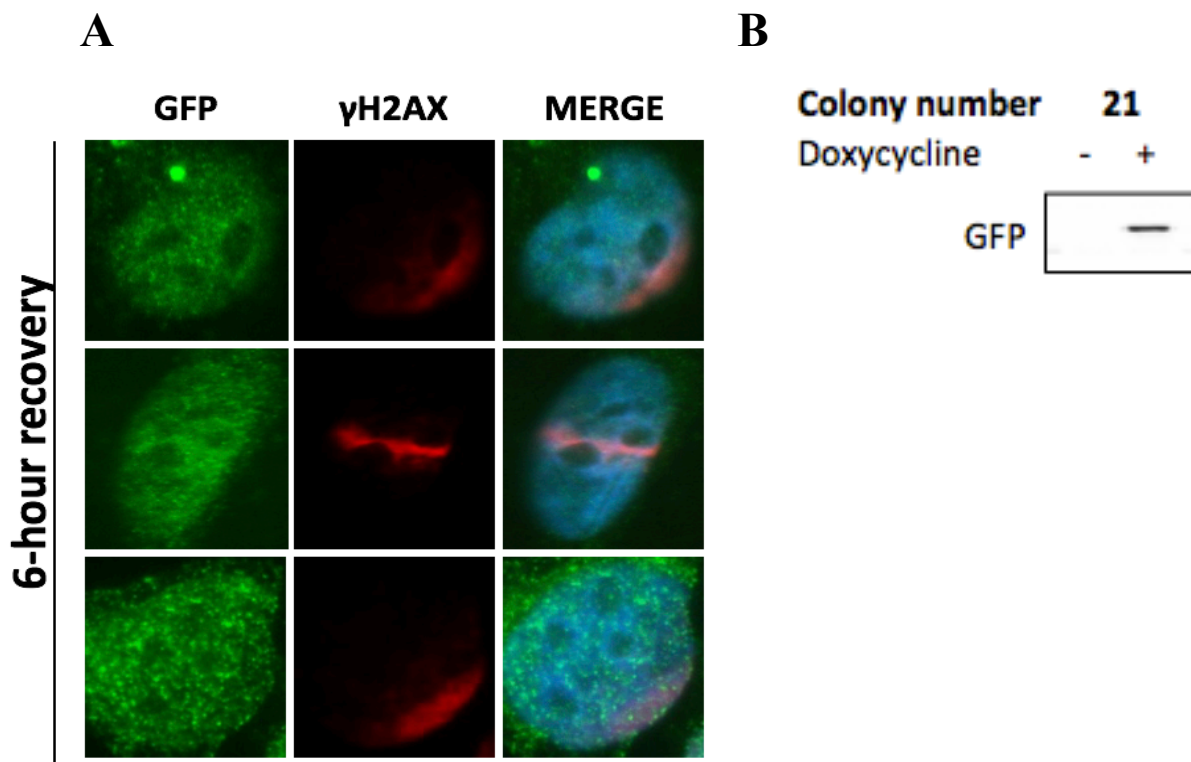 A
B
GFP γH2AX MERGE
6-hour recovery
Colony number 21
Doxycycline - +
GFP